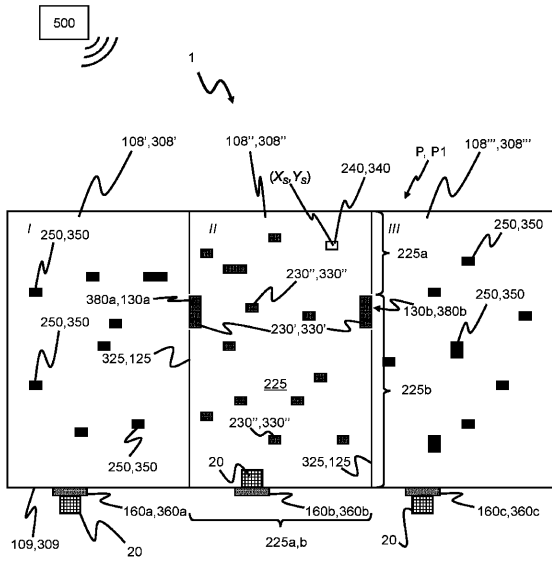 500
1
108',308'
108'',308''
P, P1
108''',308'''
(Xs,Ys)
240,340
I
II
III
250,350
225a
250,350
230'',330''
380a,130a
130b,380b
250,350
230',330'
250,350
325,125
225
225b
230'',330''
250,350
20
325,125
160a,360a
160b,360b
160c,360c
109,309
20
225a,b
20